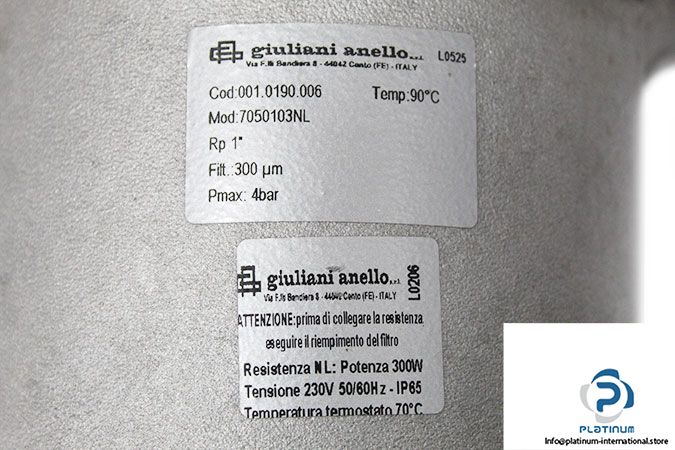 giuliani anello s.r.l. L0525
Via F.lli Bandiera 8 - 44042 Cento (FE) - ITALY
Cod:001.0190.006 Temp:90°C
Mod:7050103NL
Rp 1"
Filt.:300 µm
Pmax: 4bar
giuliani anello s.r.l. L0206
Via F.lli Bandiera 8 - 44042 Cento (FE) - ITALY
ATTENZIONE:prima di collegare la resistenza
eseguire il riempimento del filtro
Resistenza NL: Potenza 300W
Tensione 230V 50/60Hz - IP65
Temperatura termostato 70°C
PLATINUM
Info@platinum-international.store